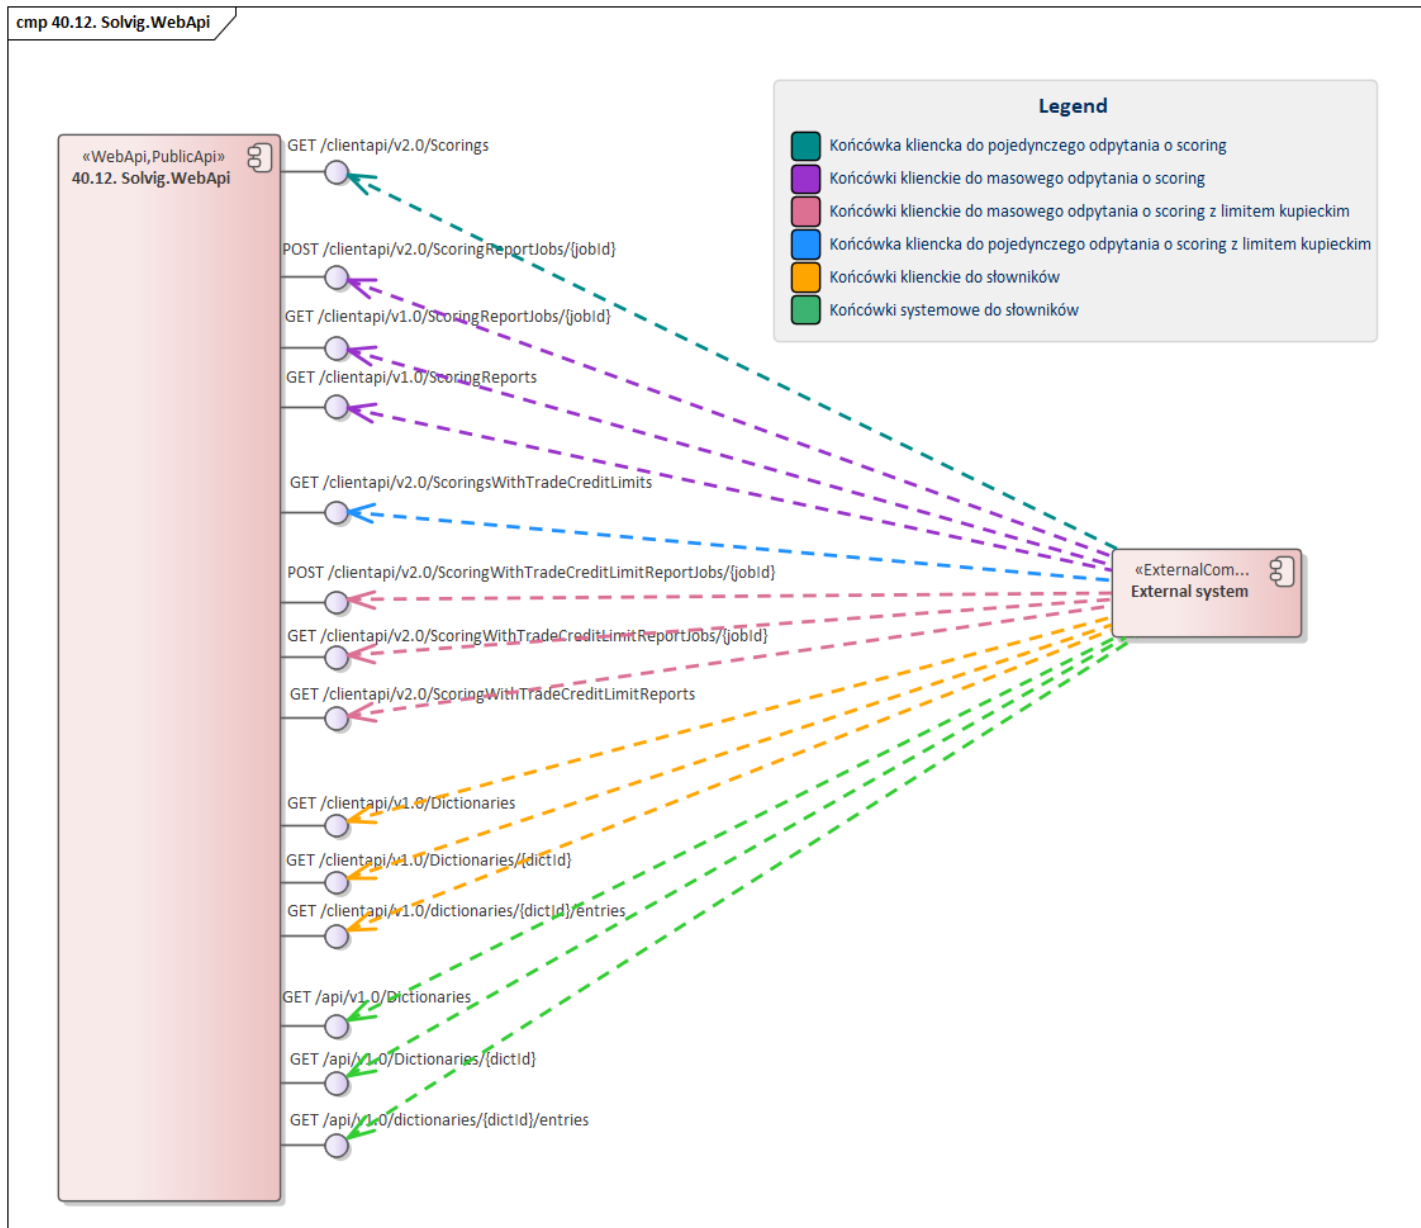 cmp 40.12. Solvig.WebApi
Legend
Końcówka kliencka do pojedynczego odpytania o scoring
Końcówki klienckie do masowego odpytania o scoring
Końcówki klienckie do masowego odpytania o scoring z limitem kupieckim
Końcówka kliencka do pojedynczego odpytania o scoring z limitem kupieckim
Końcówki klienckie do słowników
Końcówki systemowe do słowników
«WebApi,PublicApi»
40.12. Solvig.WebApi
GET /clientapi/v2.0/Scorings
POST /clientapi/v2.0/ScoringReportJobs/{jobId}
GET /clientapi/v1.0/ScoringReportJobs/{jobId}
GET /clientapi/v1.0/ScoringReports
GET /clientapi/v2.0/ScoringsWithTradeCreditLimits
POST /clientapi/v2.0/ScoringWithTradeCreditLimitReportJobs/{jobId}
GET /clientapi/v2.0/ScoringWithTradeCreditLimitReportJobs/{jobId}
GET /clientapi/v2.0/ScoringWithTradeCreditLimitReports
GET /clientapi/v1.0/Dictionaries
GET /clientapi/v1.0/Dictionaries/{dictId}
GET /clientapi/v1.0/dictionaries/{dictId}/entries
GET /api/v1.0/Dictionaries
GET /api/v1.0/Dictionaries/{dictId}
GET /api/v1.0/dictionaries/{dictId}/entries
«ExternalCom...
External system